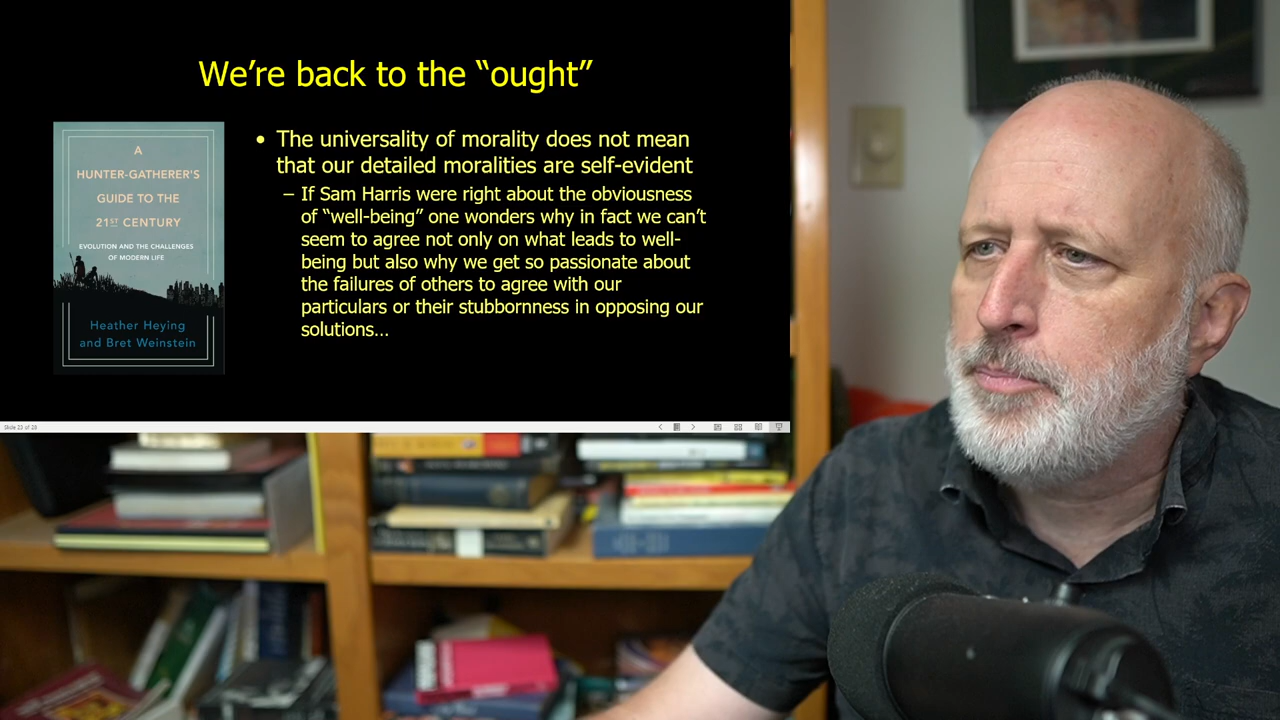 We're back to the “ought”
A
HUNTER-GATHERER'S
GUIDE TO THE
21ST CENTURY
EVOLUTION AND THE CHALLENGES
OF MODERN LIFE
Heather Heying
and Bret Weinstein
• The universality of morality does not mean
that our detailed moralities are self-evident
– If Sam Harris were right about the obviousness
of “well-being” one wonders why in fact we can't
seem to agree not only on what leads to well-
being but also why we get so passionate about
the failures of others to agree with our
particulars or their stubbornness in opposing our
solutions…
Slide 23 of 28